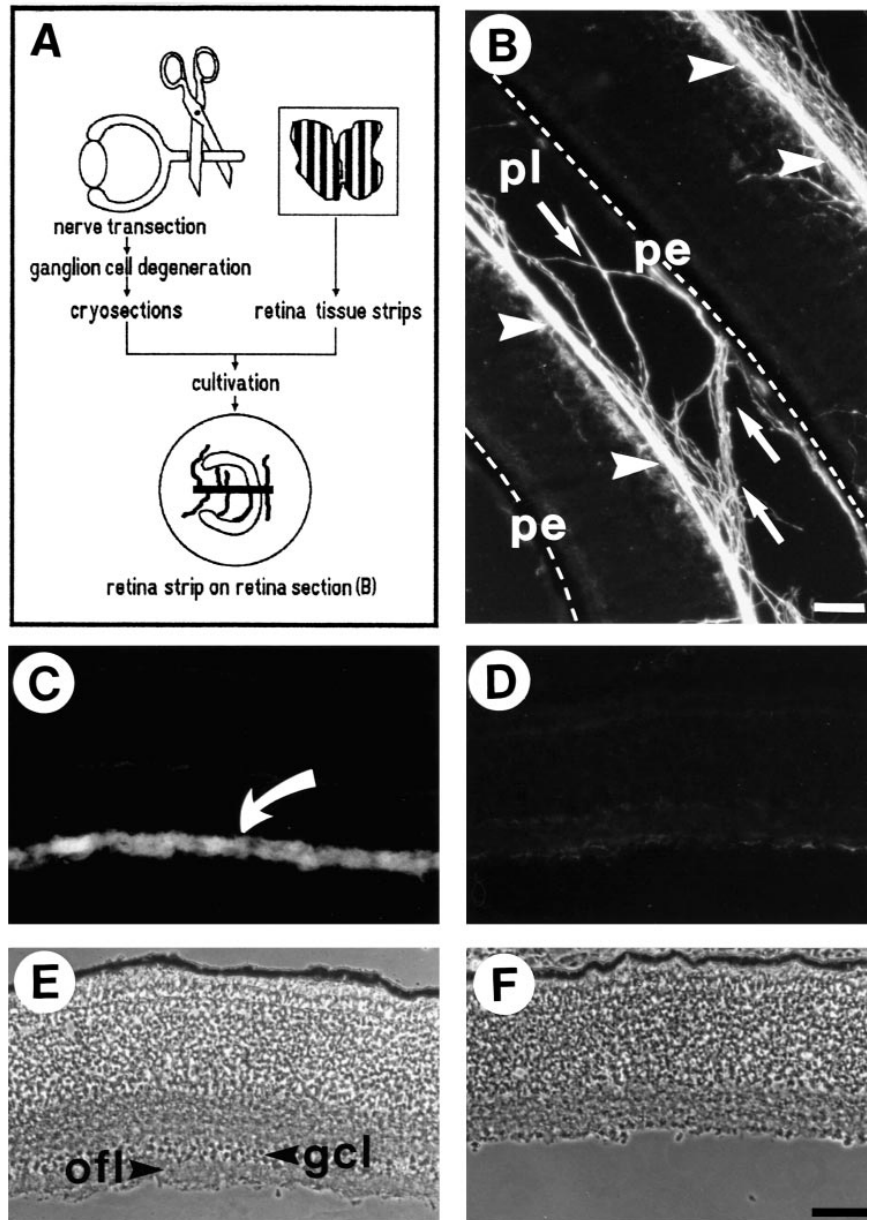 A
nerve transection
ganglion cell degeneration
cryosections
retina tissue strips
cultivation
retina strip on retina section (B)
B
pl
pe
pe
C
D
E
ofl
gcl
F